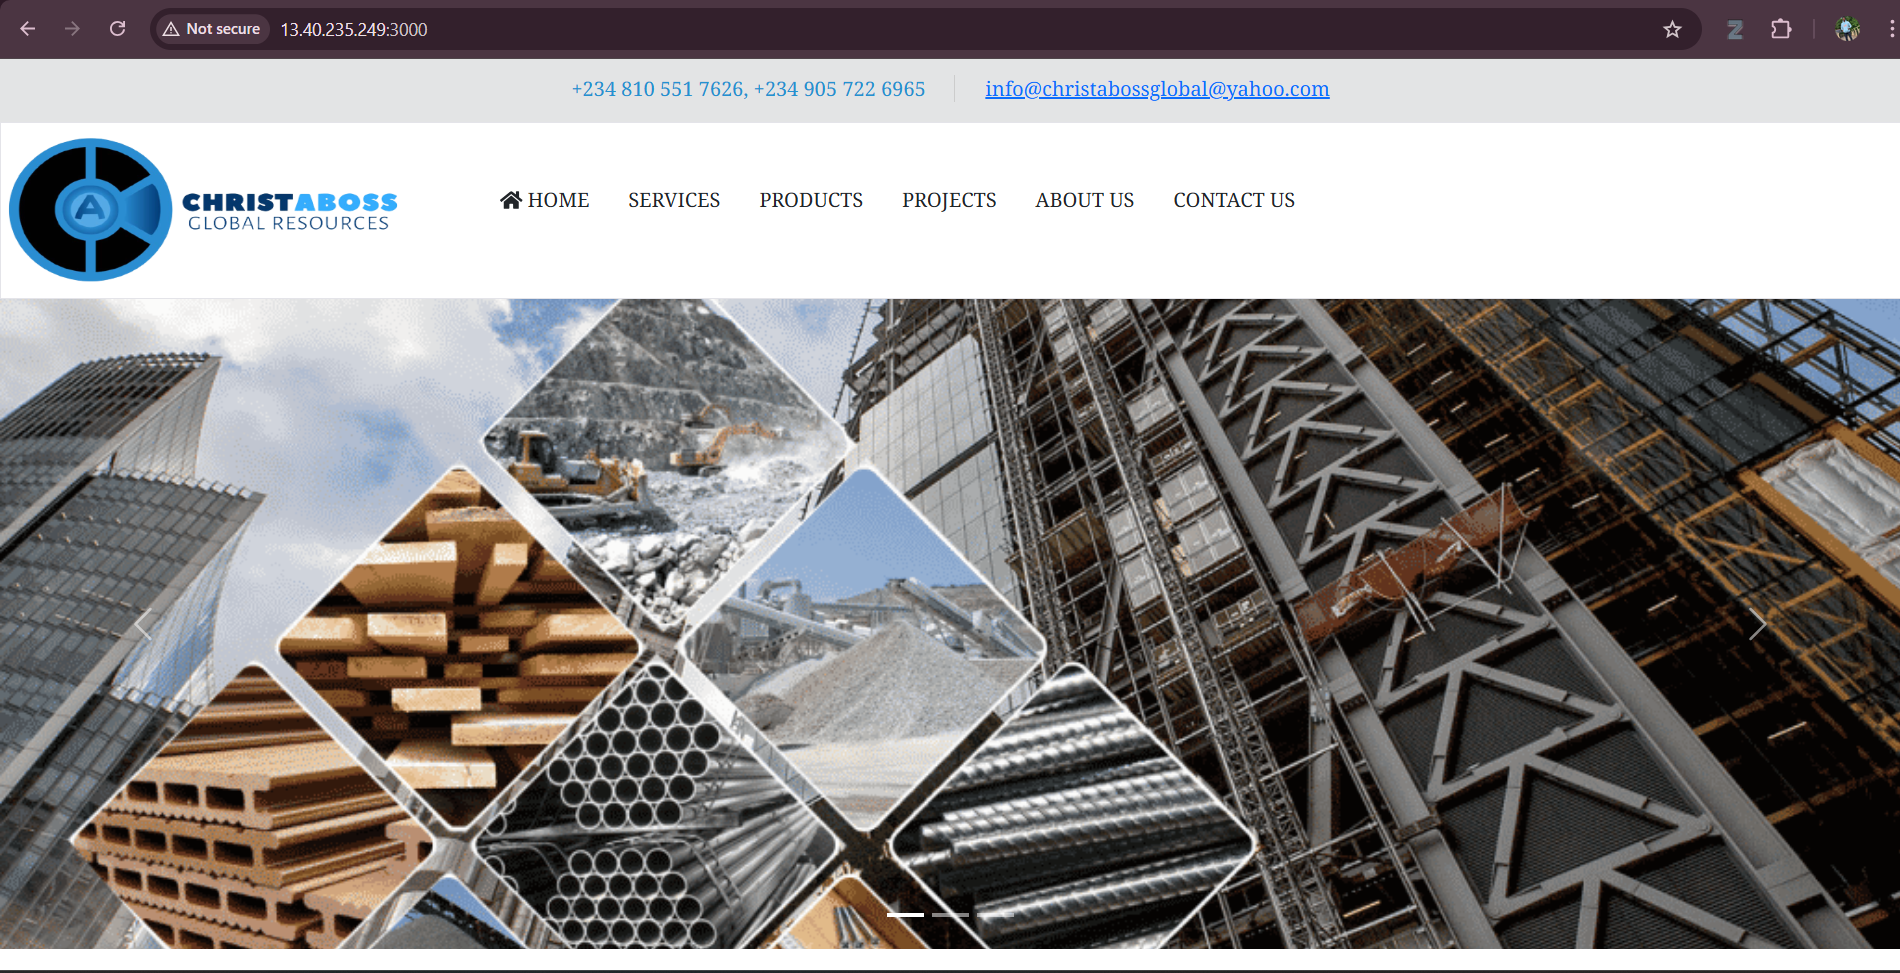 Not secure 13.40.235.249:3000
+234 810 551 7626, +234 905 722 6965 info@christabossglobal@yahoo.com
A
CHRISTABOSS
GLOBAL RESOURCES
HOME SERVICES PRODUCTS PROJECTS ABOUT US CONTACT US